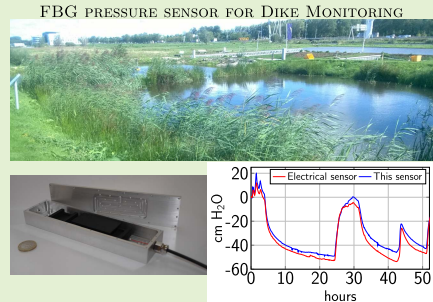 FBG pressure sensor for Dike Monitoring
Electrical sensor This sensor
20
0
-20
-40
-60
cm H₂O
0 10 20 30 40 50
hours